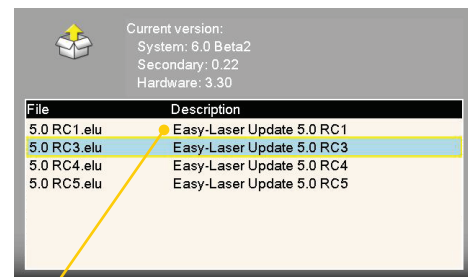 Current version:
System: 6.0 Beta2
Secondary: 0.22
Hardware: 3.30
File Description
5.0 RC1.elu Easy-Laser Update 5.0 RC1
5.0 RC3.elu Easy-Laser Update 5.0 RC3
5.0 RC4.elu Easy-Laser Update 5.0 RC4
5.0 RC5.elu Easy-Laser Update 5.0 RC5